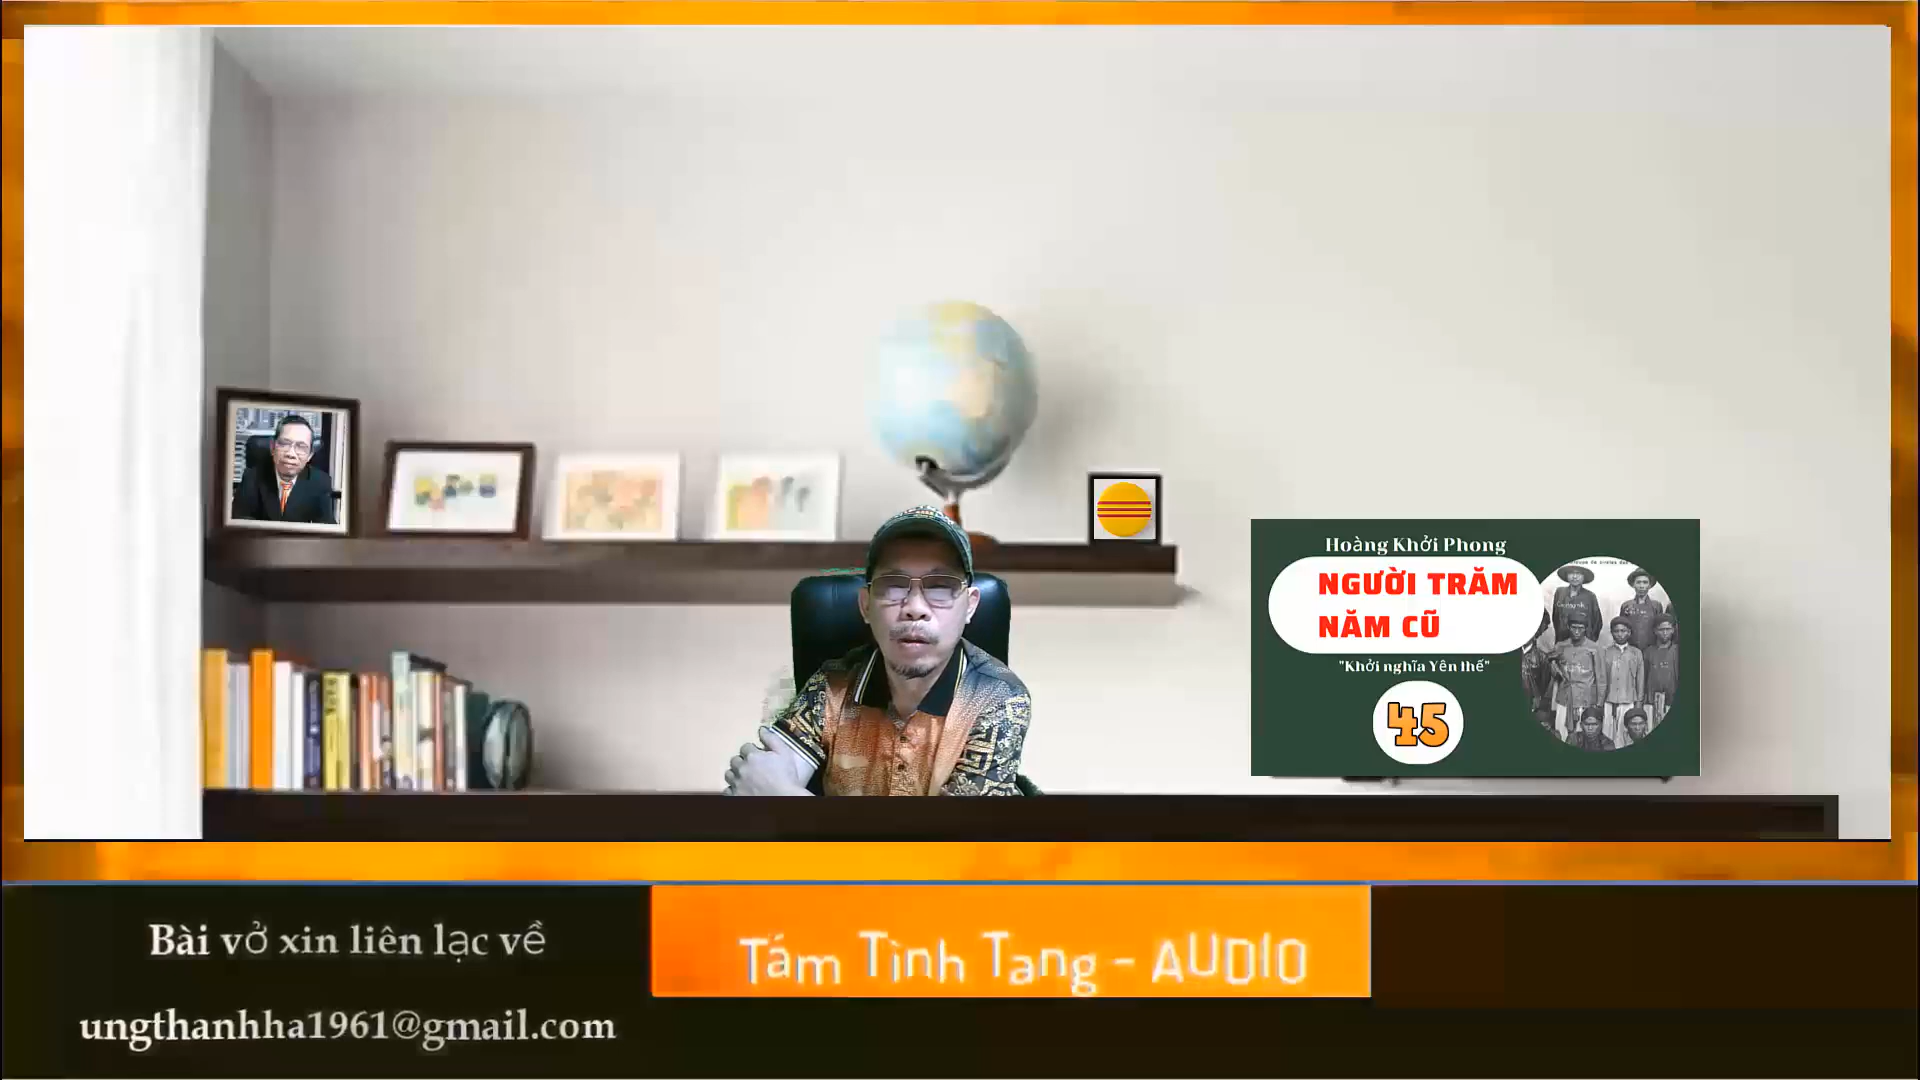 Hoàng Khởi Phong
NGƯỜI TRĂM
NĂM CŨ
"Khởi nghĩa Yên thế"
45
Bài vở xin liên lạc về
ungthanhha1961@gmail.com
Tám Tình Tang - AUDIO